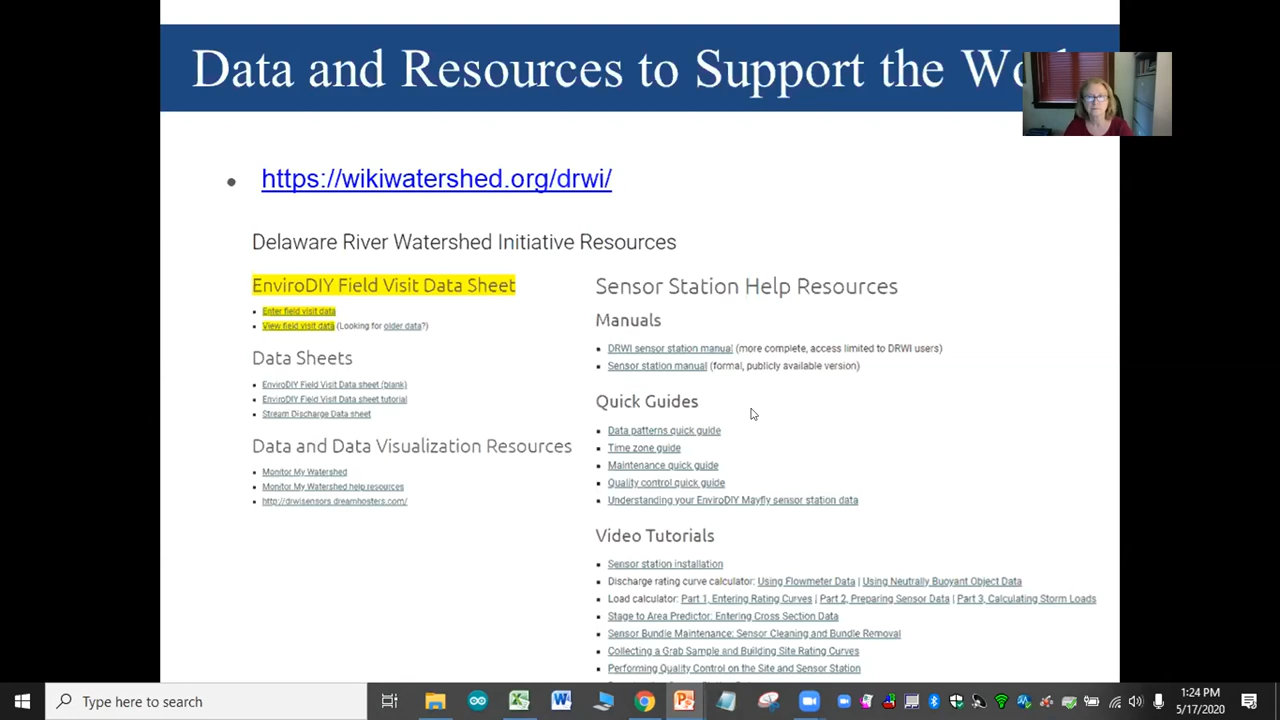 Data and Resources to Support the Wo
https://wikiwatershed.org/drwi/
Delaware River Watershed Initiative Resources
EnviroDIY Field Visit Data Sheet
Enter field visit data
View field visit data (Looking for older data?)
Data Sheets
EnviroDIY Field Visit Data sheet (blank)
EnviroDIY Field Visit Data sheet tutorial
Stream Discharge Data sheet
Data and Data Visualization Resources
Monitor My Watershed
Monitor My Watershed help resources
http://drwisensors.dreamhosters.com/
Sensor Station Help Resources
Manuals
DRWI sensor station manual (more complete, access limited to DRWI users)
Sensor station manual (formal, publicly available version)
Quick Guides
Data patterns quick guide
Time zone guide
Maintenance quick guide
Quality control quick guide
Understanding your EnviroDIY Mayfly sensor station data
Video Tutorials
Sensor station installation
Discharge rating curve calculator: Using Flowmeter Data | Using Neutrally Buoyant Object Data
Load calculator: Part 1, Entering Rating Curves | Part 2, Preparing Sensor Data | Part 3, Calculating Storm Loads
Stage to Area Predictor: Entering Cross Section Data
Sensor Bundle Maintenance: Sensor Cleaning and Bundle Removal
Collecting a Grab Sample and Building Site Rating Curves
Performing Quality Control on the Site and Sensor Station
Type here to search
1:24 PM
5/17/2020